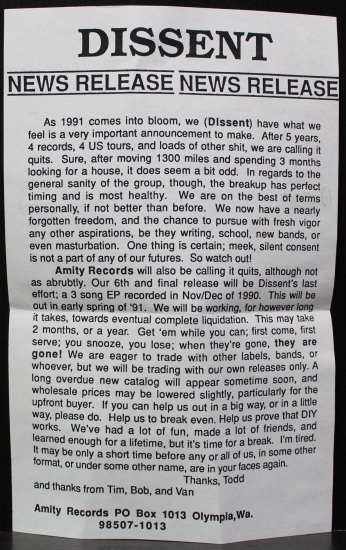 DISSENT
NEWS RELEASE NEWS RELEASE
As 1991 comes into bloom, we (Dissent) have what we
feel is a very important announcement to make. After 5 years,
4 records, 4 US tours, and loads of other shit, we are calling it
quits. Sure, after moving 1300 miles and spending 3 months
looking for a house, it does seem a bit odd. In regards to the
general sanity of the group, though, the breakup has perfect
timing and is most healthy. We are on the best of terms
personally, if not better than before. We now have a nearly
forgotten freedom, and the chance to pursue with fresh vigor
any other aspirations, be they writing, school, new bands, or
even masturbation. One thing is certain; meek, silent consent
is not a part of any of our futures. So watch out!
Amity Records will also be calling it quits, although not
as abruptly. Our 6th and final release will be Dissent's last
effort; a 3 song EP recorded in Nov/Dec of 1990. This will be
out in early spring of '91. We will be working, for however long
it takes, towards eventual complete liquidation. This may take
2 months, or a year. Get 'em while you can; first come, first
serve; you snooze, you lose; when they're gone, they are
gone! We are eager to trade with other labels, bands, or
whoever, but we will be trading with our own releases only. A
long overdue new catalog will appear sometime soon, and
wholesale prices may be lowered slightly, particularly for the
upfront buyer. If you can help us out in a big way, or in a little
way, please do. Help us to break even. Help us prove that DIY
works. We've had a lot of fun, made a lot of friends, and
learned enough for a lifetime, but it's time for a break. I'm tired.
It may be only a short time before any or all of us, in some other
format, or under some other name, are in your faces again.
Thanks, Todd
and thanks from Tim, Bob, and Van
Amity Records PO Box 1013 Olympia,Wa.
98507-1013